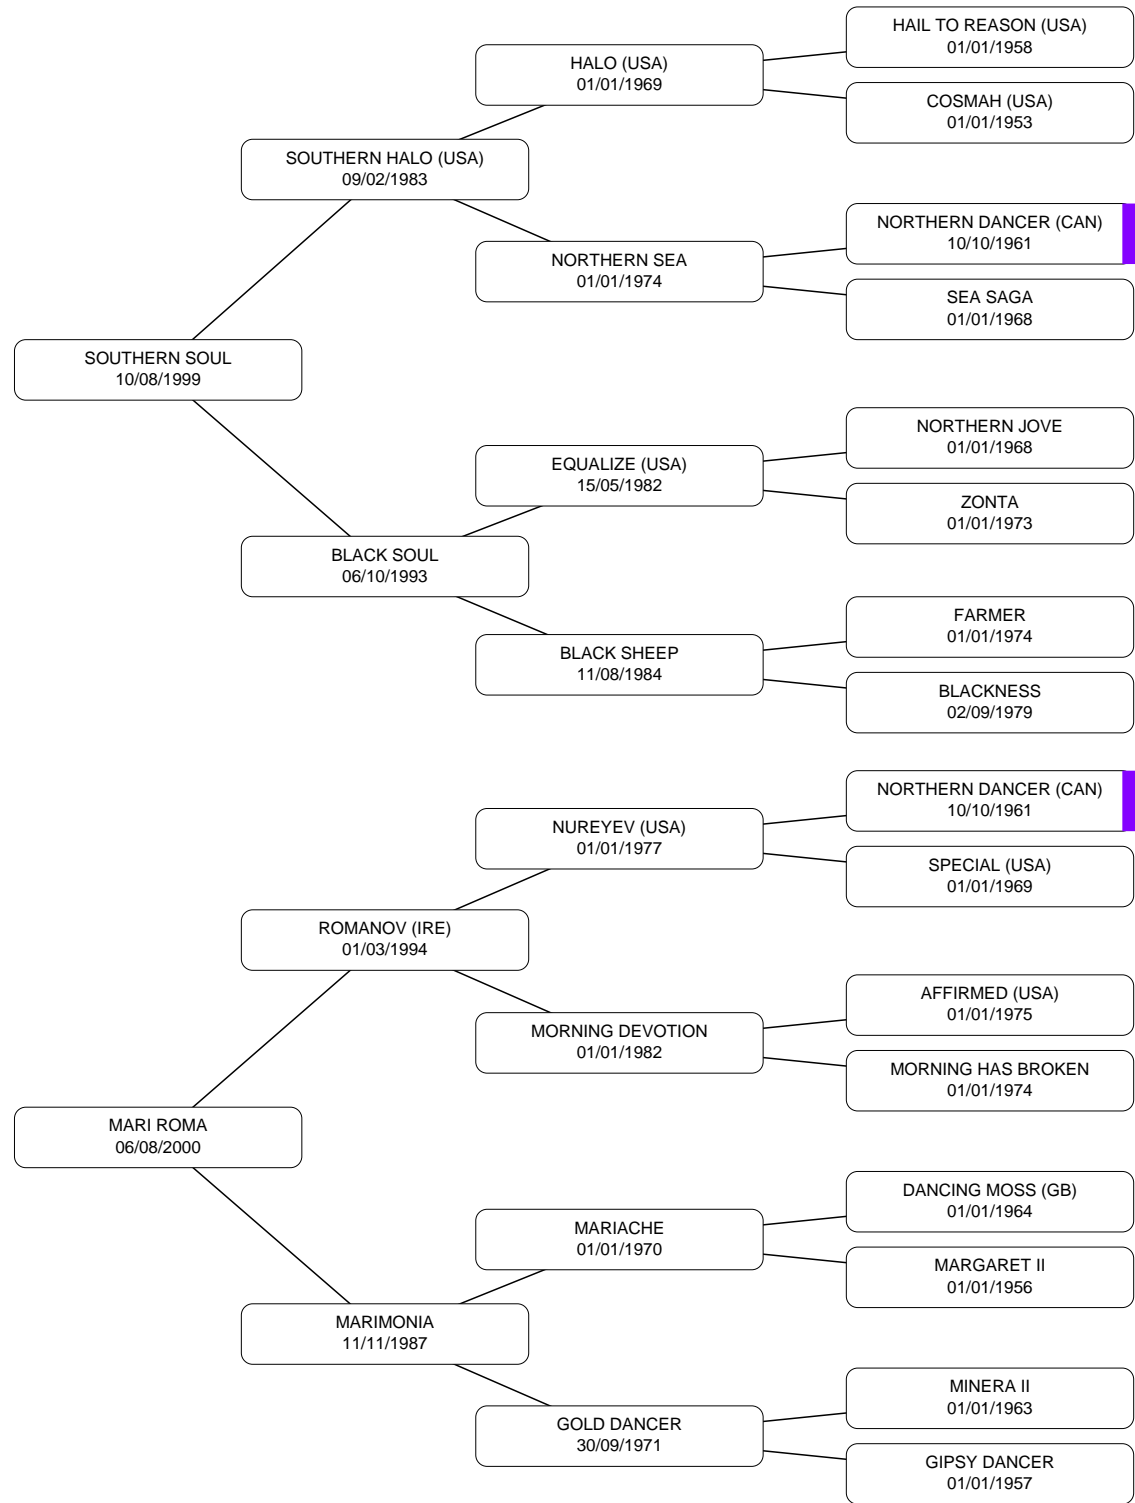 HAIL TO REASON (USA)
01/01/1958
HALO (USA)
01/01/1969
COSMAH (USA)
01/01/1953
SOUTHERN HALO (USA)
09/02/1983
NORTHERN DANCER (CAN)
10/10/1961
NORTHERN SEA
01/01/1974
SEA SAGA
01/01/1968
SOUTHERN SOUL
10/08/1999
NORTHERN JOVE
01/01/1968
EQUALIZE (USA)
15/05/1982
ZONTA
01/01/1973
BLACK SOUL
06/10/1993
FARMER
01/01/1974
BLACK SHEEP
11/08/1984
BLACKNESS
02/09/1979
NORTHERN DANCER (CAN)
10/10/1961
NUREYEV (USA)
01/01/1977
SPECIAL (USA)
01/01/1969
ROMANOV (IRE)
01/03/1994
AFFIRMED (USA)
01/01/1975
MORNING DEVOTION
01/01/1982
MORNING HAS BROKEN
01/01/1974
MARI ROMA
06/08/2000
DANCING MOSS (GB)
01/01/1964
MARIACHE
01/01/1970
MARGARET II
01/01/1956
MARIMONIA
11/11/1987
MINERA II
01/01/1963
GOLD DANCER
30/09/1971
GIPSY DANCER
01/01/1957